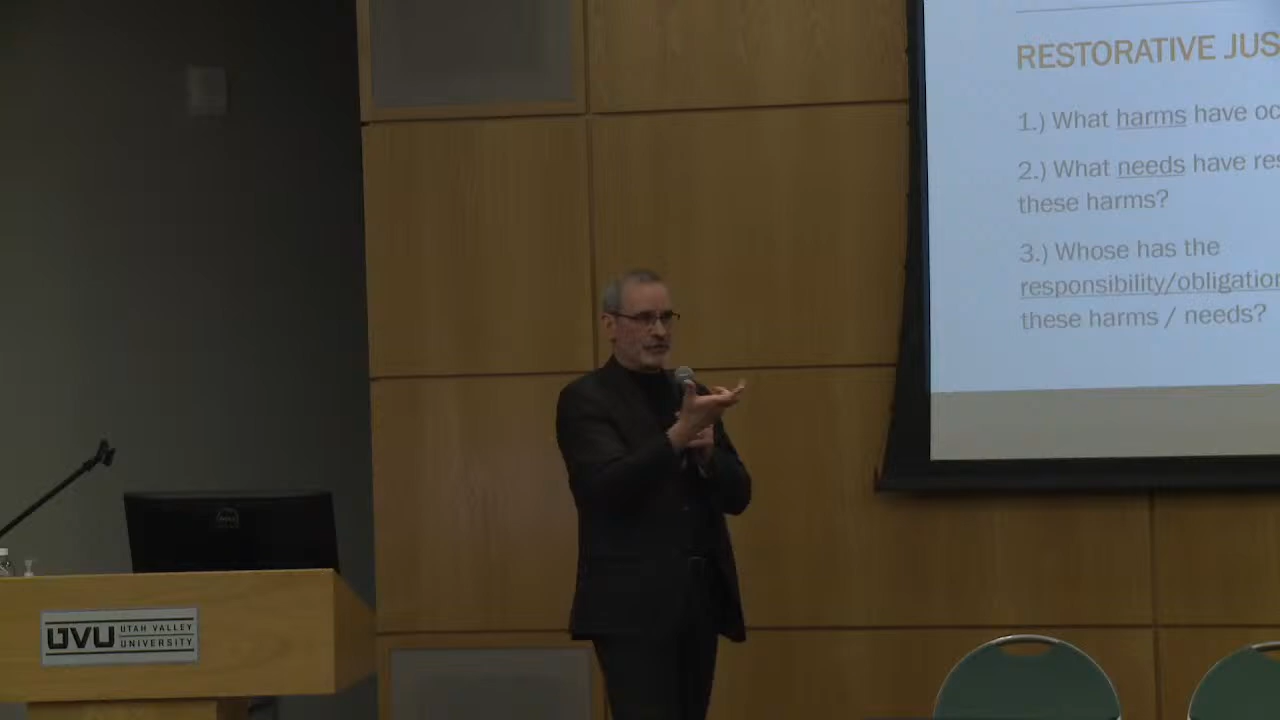 RESTORATIVE JUS
1.) What harms have oc
2.) What needs have res
these harms?
3.) Whose has the
responsibility/obligation
these harms / needs?
DELL
UVU UTAH VALLEY
UNIVERSITY